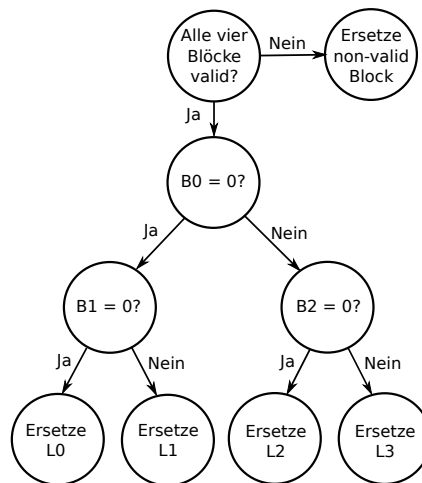 Alle vier
Blöcke
valid?
Nein
Ersetze
non-valid
Block
Ja
B0 = 0?
Ja
Nein
B1 = 0?
B2 = 0?
Ja
Nein
Ja
Nein
Ersetze
L0
Ersetze
L1
Ersetze
L2
Ersetze
L3